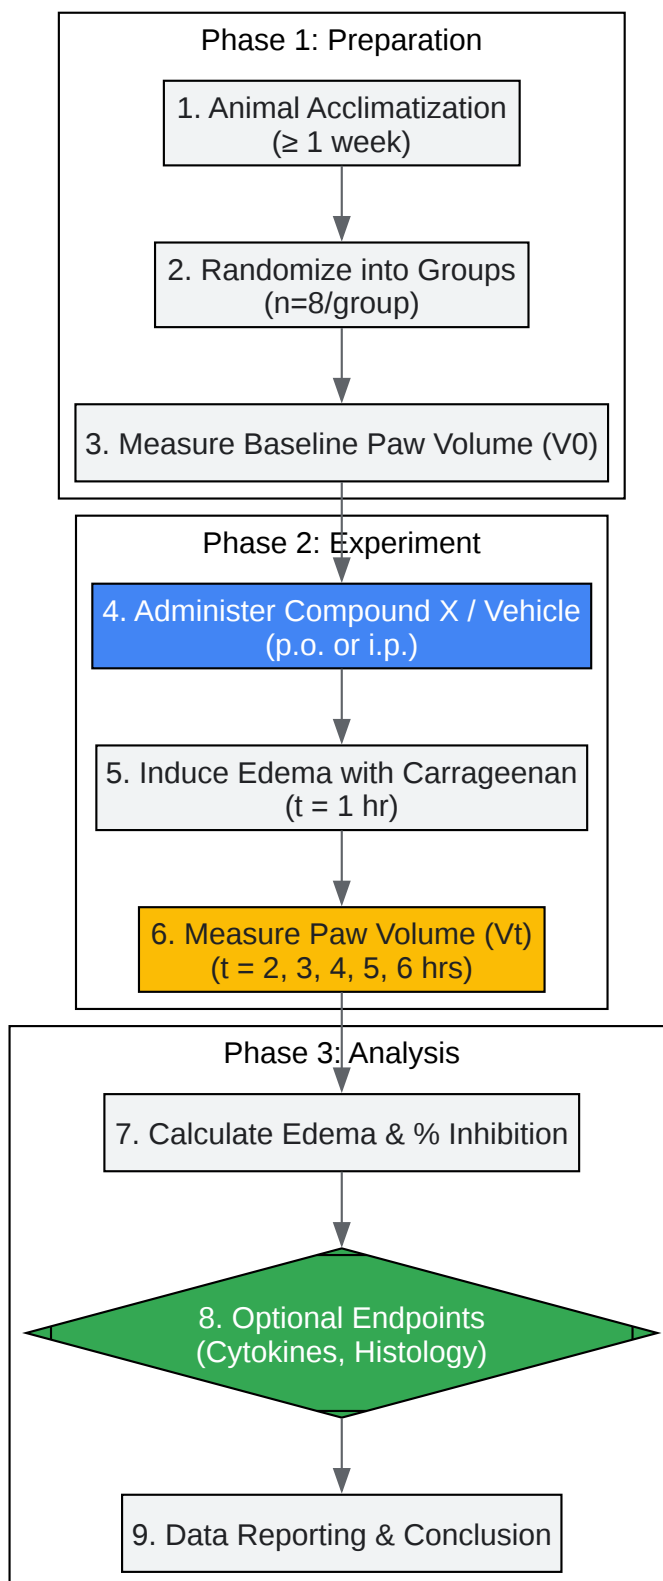 Phase 1: Preparation
1. Animal Acclimatization
(≥ 1 week)
2. Randomize into Groups
(n=8/group)
3. Measure Baseline Paw Volume (V0)
Phase 2: Experiment
4. Administer Compound X / Vehicle
(p.o. or i.p.)
5. Induce Edema with Carrageenan
(t = 1 hr)
6. Measure Paw Volume (Vt)
(t = 2, 3, 4, 5, 6 hrs)
Phase 3: Analysis
7. Calculate Edema & % Inhibition
8. Optional Endpoints
(Cytokines, Histology)
9. Data Reporting & Conclusion